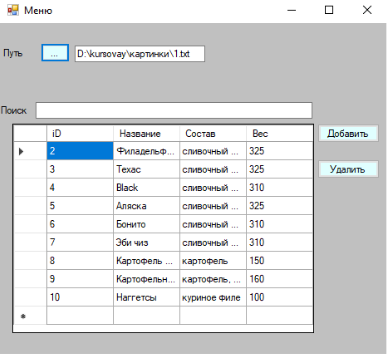 Меню
Путь ... D:\kursovay\картинки\1.txt
Поиск
Добавить
Удалить
iD Название Состав Вес
2 Филадельф... сливочный ... 325
3 Техас сливочный ... 325
4 Black сливочный ... 310
5 Аляска сливочный ... 325
6 Бонито сливочный ... 310
7 Эби чиз сливочный ... 310
8 Картофель ... картофель 150
9 Картофельн... картофель, ... 160
10 Наггетсы куриное филе 100